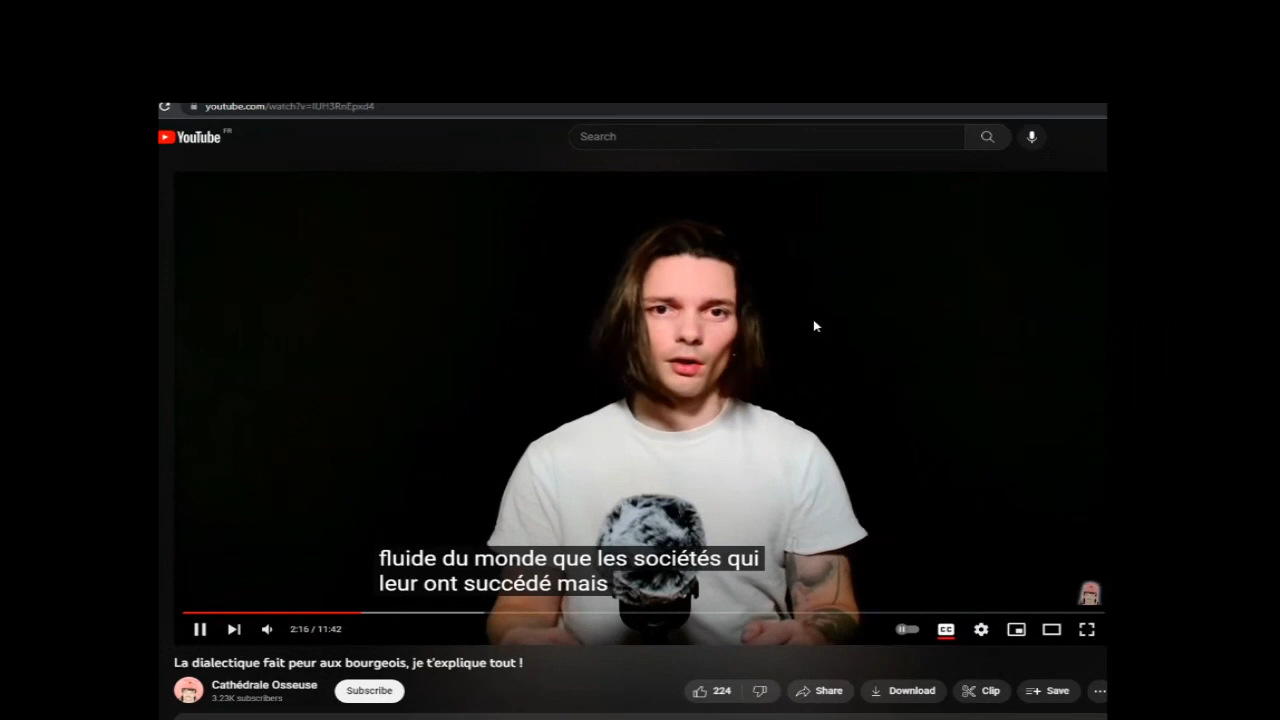 youtube.com/watch?v=
YouTube FR
Search
fluide du monde que les sociétés qui
leur ont succédé mais
2:16 / 11:42
CC
La dialectique fait peur aux bourgeois, je t'explique tout !
Cathédrale Osseuse
3.23K subscribers
Subscribe
224
Share
Download
Clip
Save